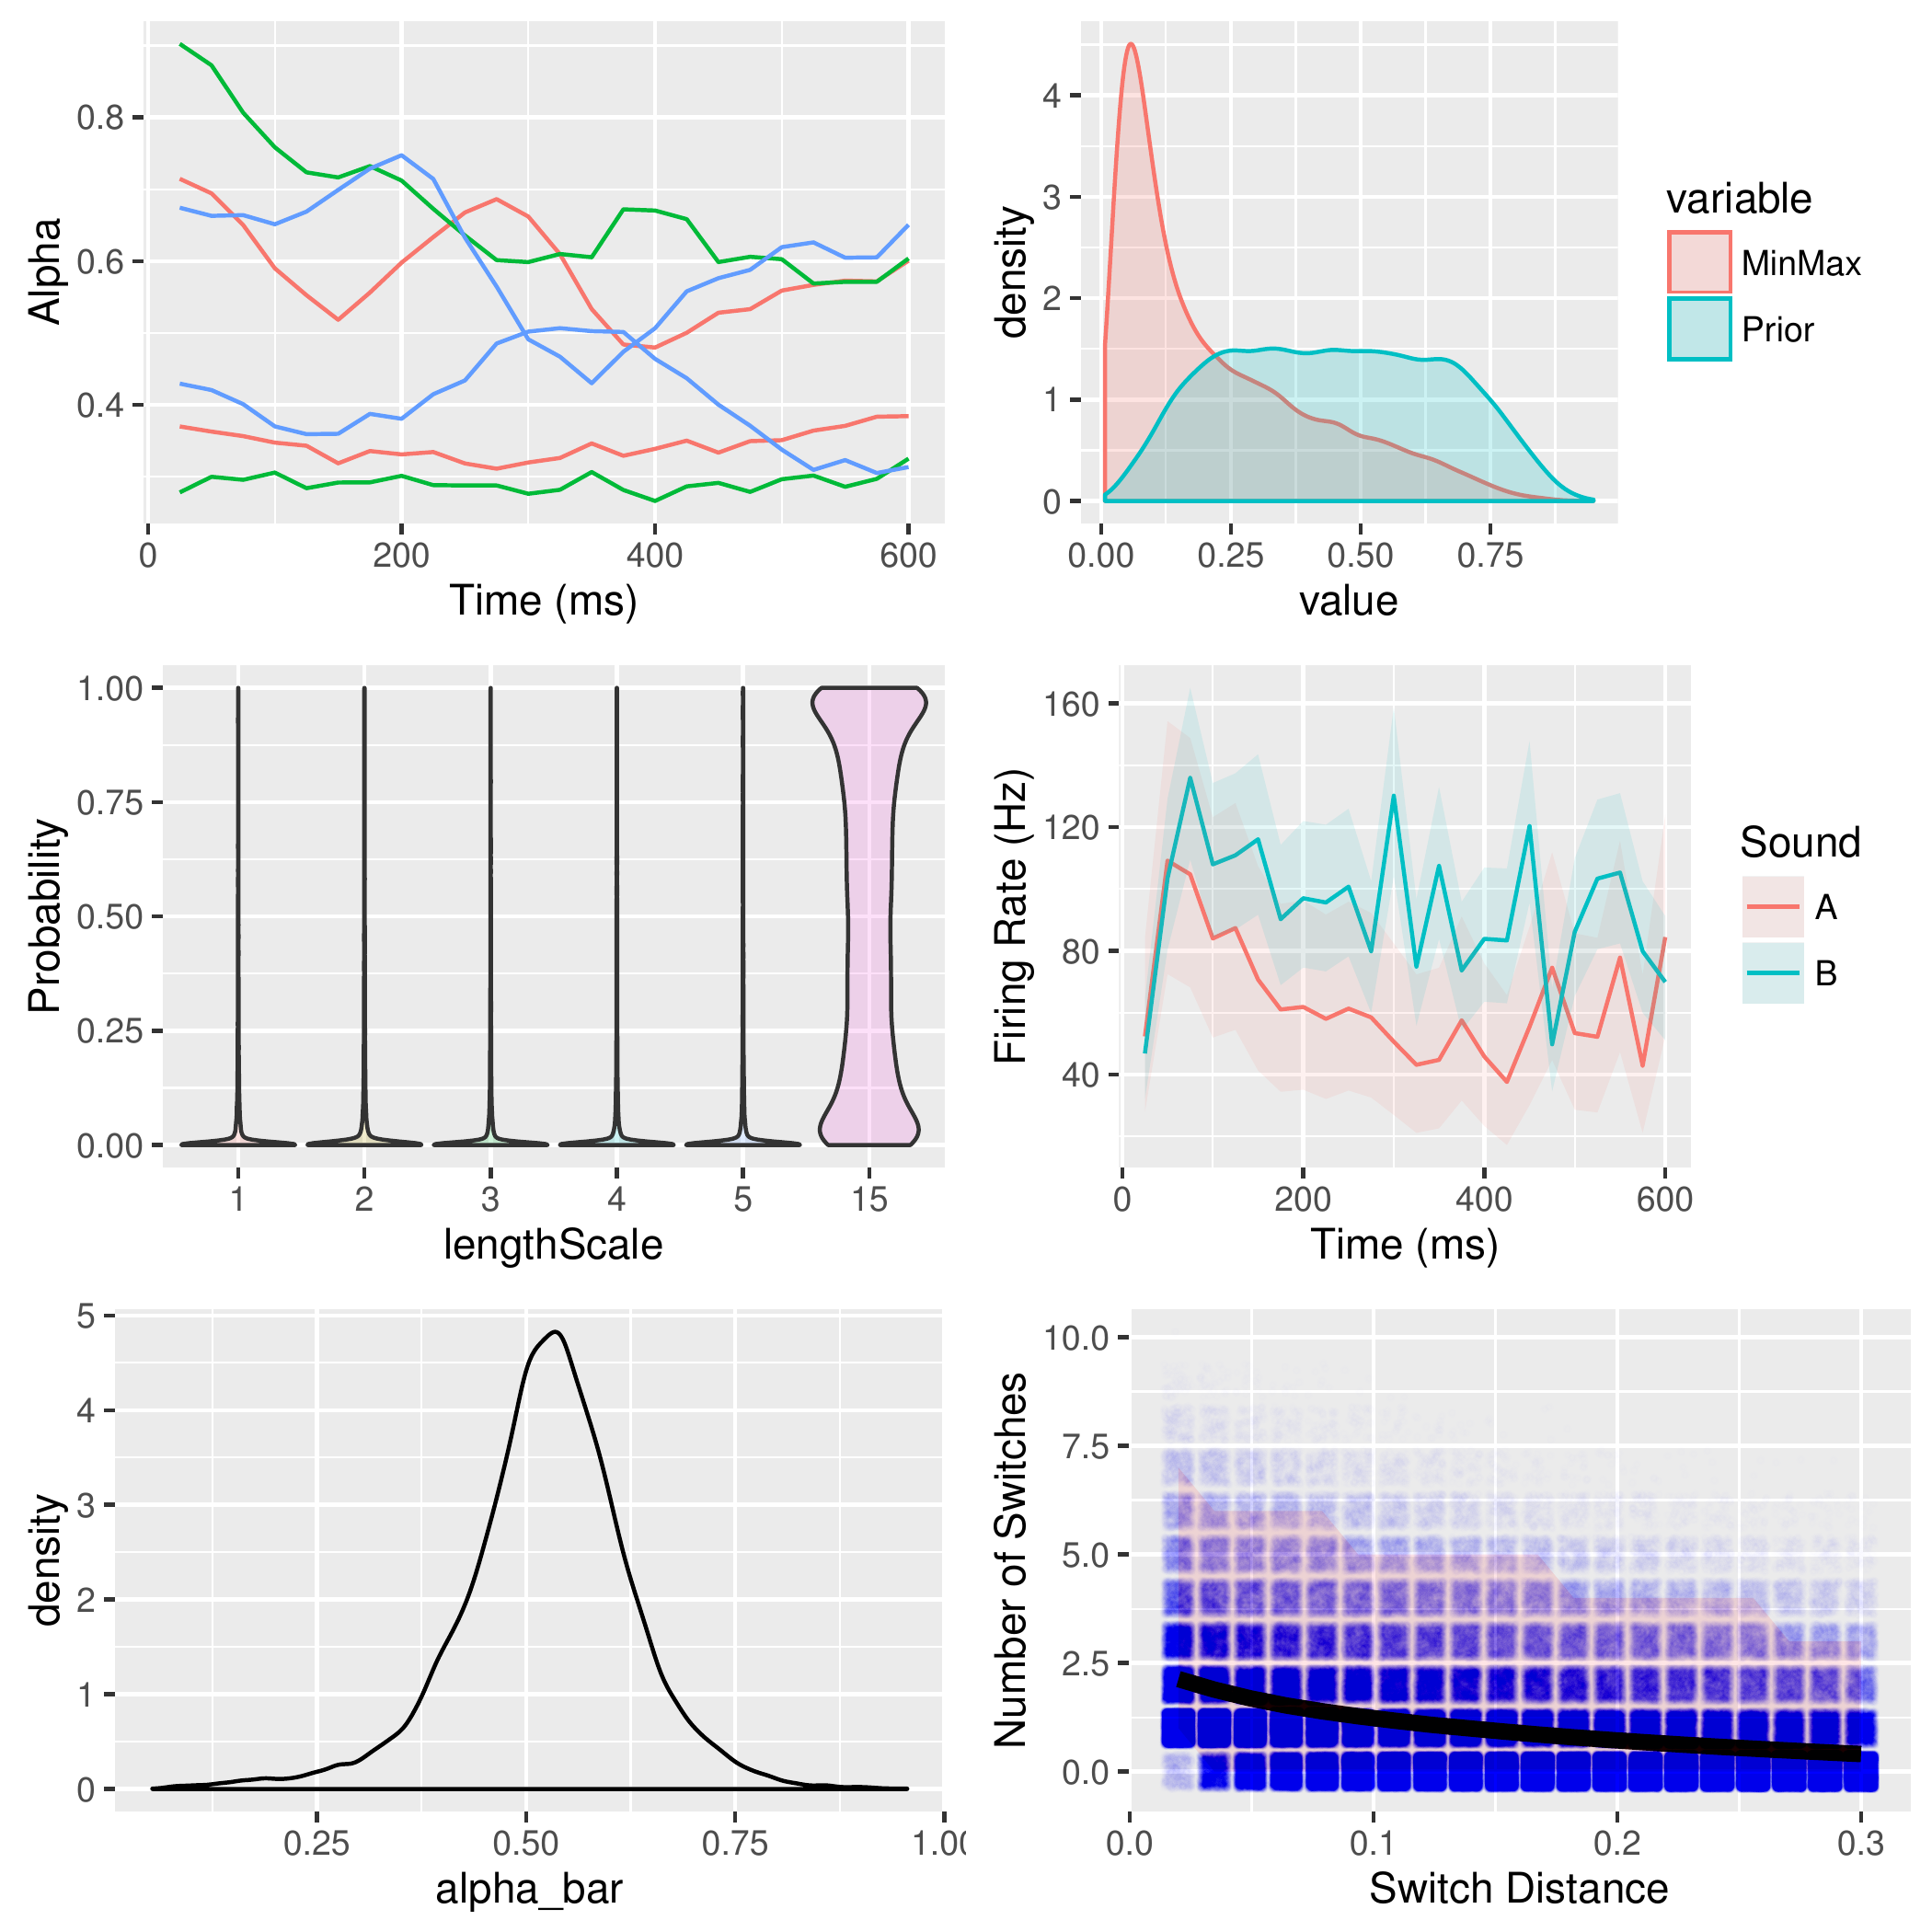 Alpha
0.8
0.6
0.4
0 200 400 600
Time (ms)
density
4
3
2
1
0
0.00 0.25 0.50 0.75
value
variable
MinMax
Prior
Probability
1.00
0.75
0.50
0.25
0.00
1 2 3 4 5 15
lengthScale
Firing Rate (Hz)
160
120
80
40
0 200 400 600
Time (ms)
Sound
A
B
density
5
4
3
2
1
0
0.25 0.50 0.75 1.00
alpha_bar
Number of Switches
10.0
7.5
5.0
2.5
0.0
0.0 0.1 0.2 0.3
Switch Distance